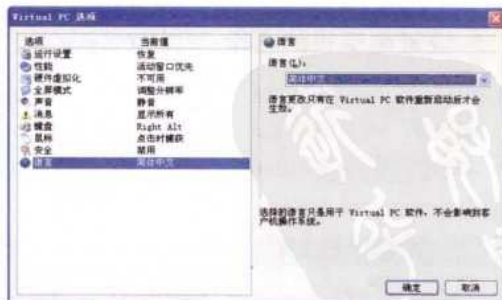 Virtual PC 选项
选项 当前值
运行设置 恢复
性能 活动窗口优先
硬件虚拟化 不可用
全屏模式 调整分辨率
声音 静音
消息 显示所有
键盘 Right Alt
鼠标 点击时捕获
安全 禁用
语言 简体中文
语言
语言(L):
简体中文
语言更改只有在 Virtual PC 软件重新启动后才会
生效。
选择的语言只是用于 Virtual PC 软件，不会影响到客
户机操作系统。
确定 取消